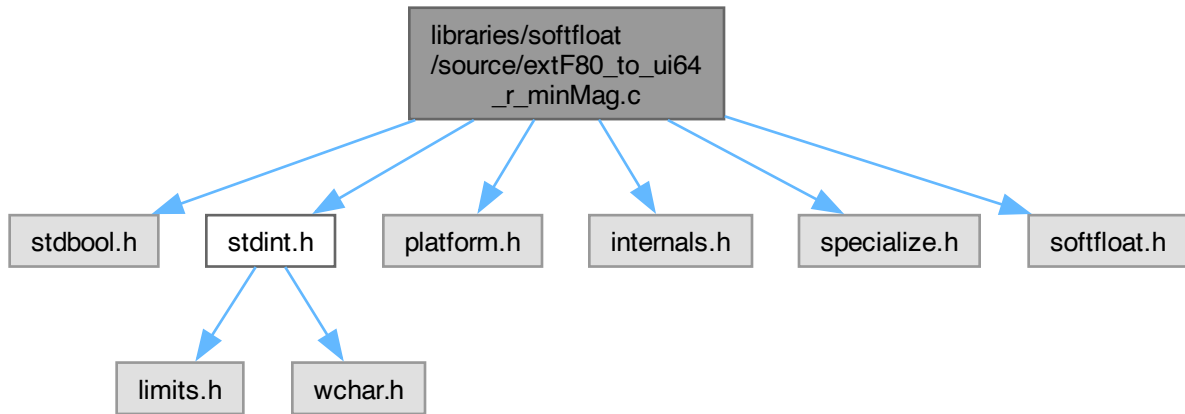 libraries/softfloat
/source/extF80_to_ui64
_r_minMag.c
stdbool.h
stdint.h
platform.h
internals.h
specialize.h
softfloat.h
limits.h
wchar.h